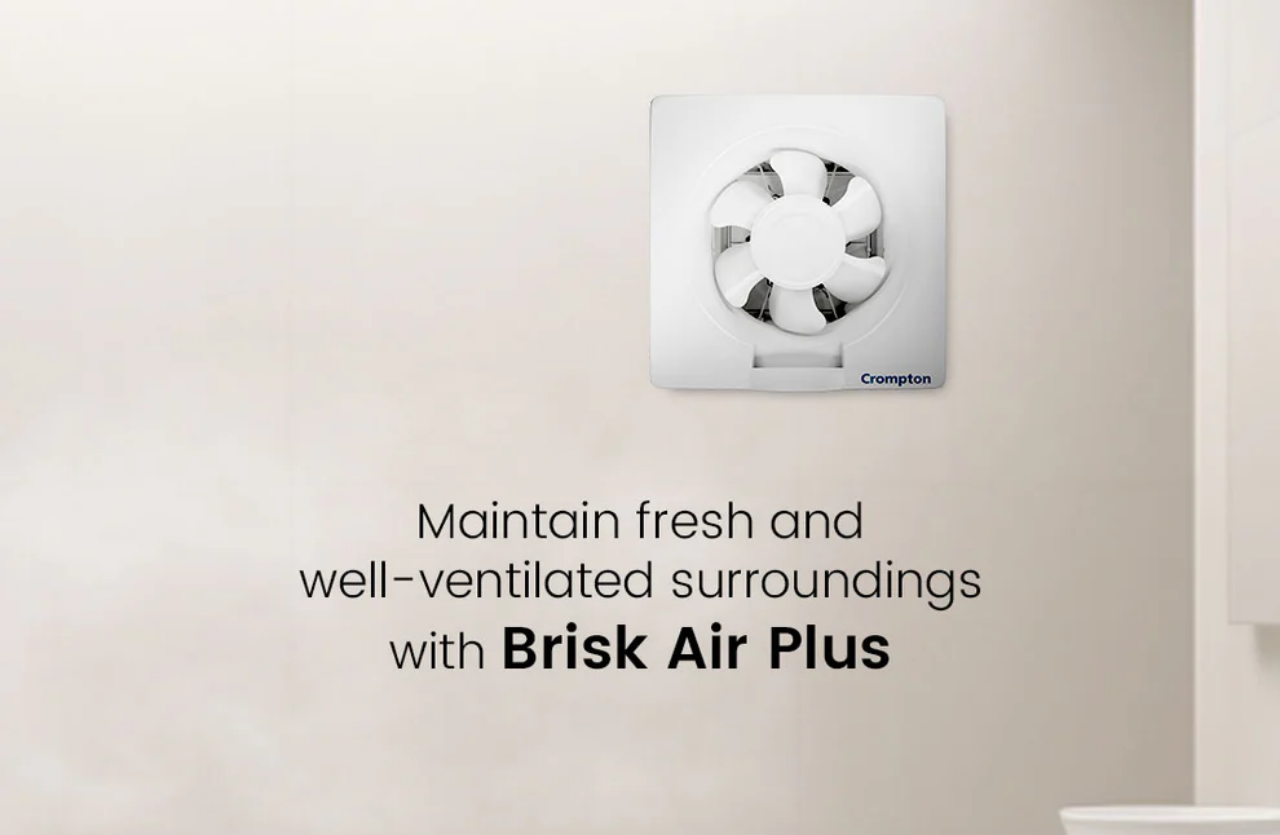 Crompton
Maintain fresh and
well-ventilated surroundings
with Brisk Air Plus